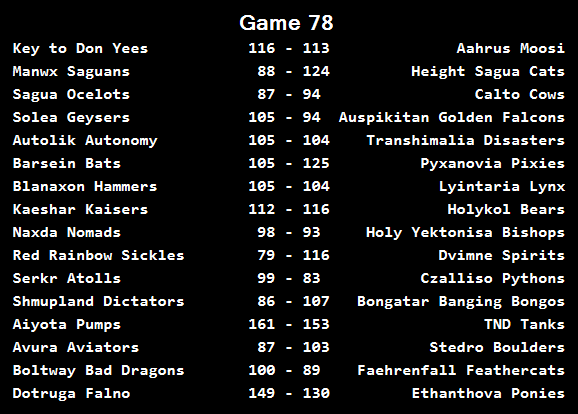 Game 78
Key to Don Yees 116 - 113 Aahrus Moosi
Manwx Saguans 88 - 124 Height Sagua Cats
Sagua Ocelots 87 - 94 Calto Cows
Solea Geysers 105 - 94 Auspikitan Golden Falcons
Autolik Autonomy 105 - 104 Transhimalia Disasters
Barsein Bats 105 - 125 Pyxanovia Pixies
Blanaxon Hammers 105 - 104 Lyintaria Lynx
Kaeshar Kaisers 112 - 116 Holykol Bears
Naxda Nomads 98 - 93 Holy Yektonisa Bishops
Red Rainbow Sickles 79 - 116 Dvimne Spirits
Serkr Atolls 99 - 83 Czalliso Pythons
Shmupland Dictators 86 - 107 Bongatar Banging Bongos
Aiyota Pumps 161 - 153 TND Tanks
Avura Aviators 87 - 103 Stedro Boulders
Boltway Bad Dragons 100 - 89 Faehrenfall Feathercats
Dotruga Falno 149 - 130 Ethanthova Ponies